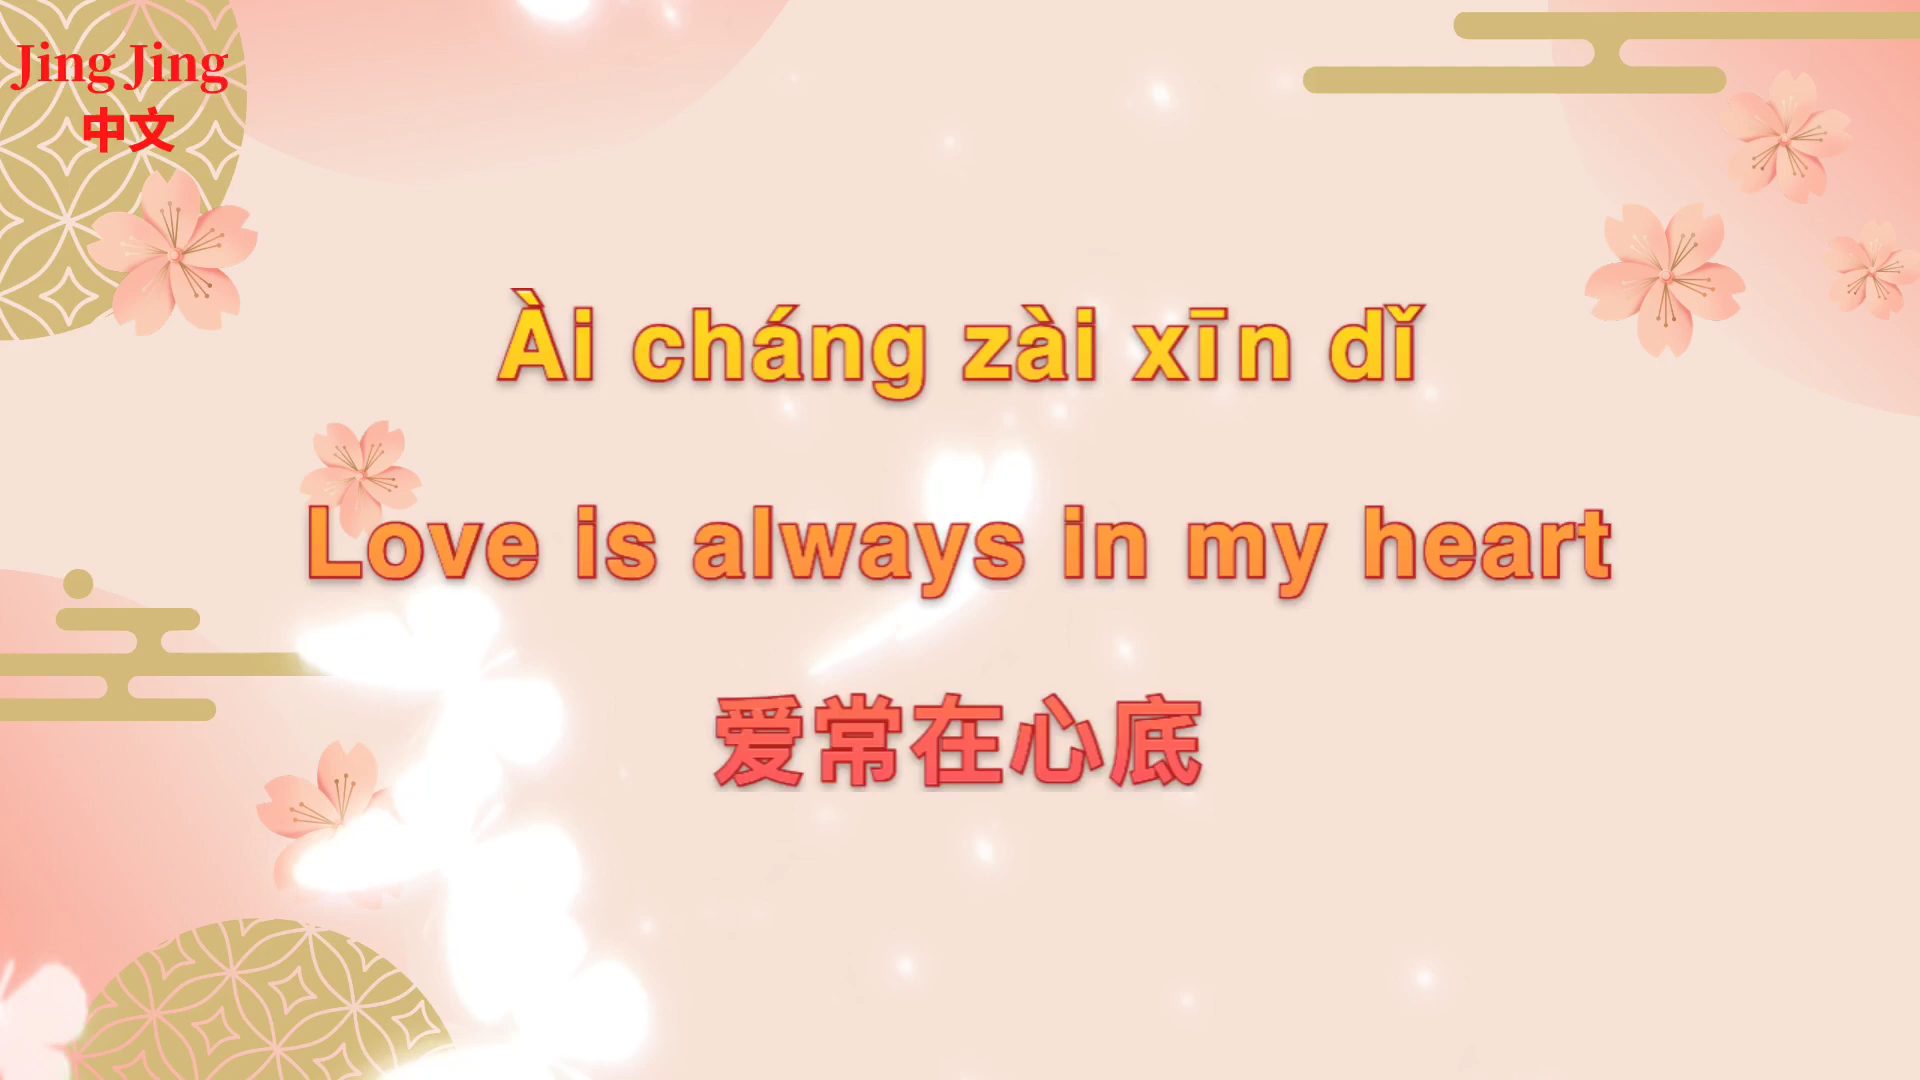 Jing Jing
中文
Ài cháng zài xīn dǐ
Love is always in my heart
爱常在心底